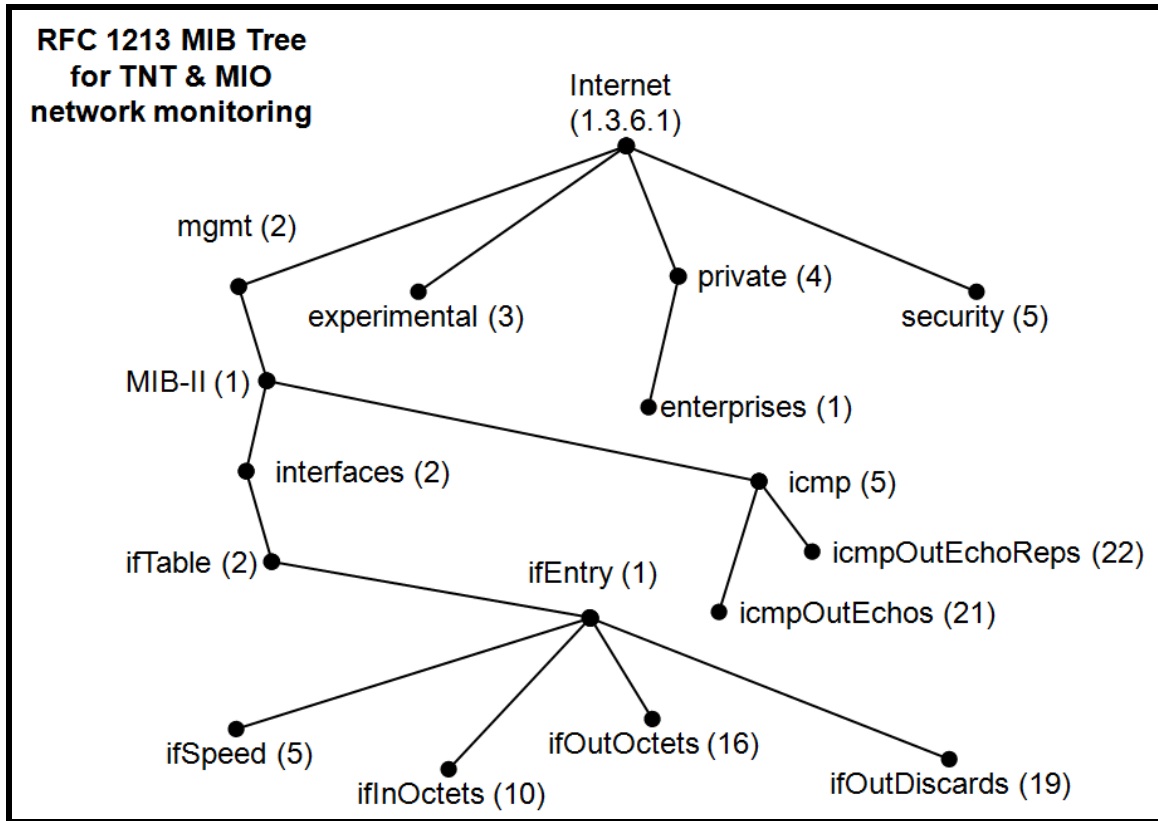 RFC 1213 MIB Tree
for TNT & MIO
network monitoring
Internet
(1.3.6.1)
mgmt (2)
private (4)
experimental (3)
security (5)
MIB-II (1)
enterprises (1)
interfaces (2)
icmp (5)
icmpOutEchoReps (22)
ifTable (2)
ifEntry (1)
icmpOutEchos (21)
ifSpeed (5)
ifOutOctets (16)
ifInOctets (10)
ifOutDiscards (19)